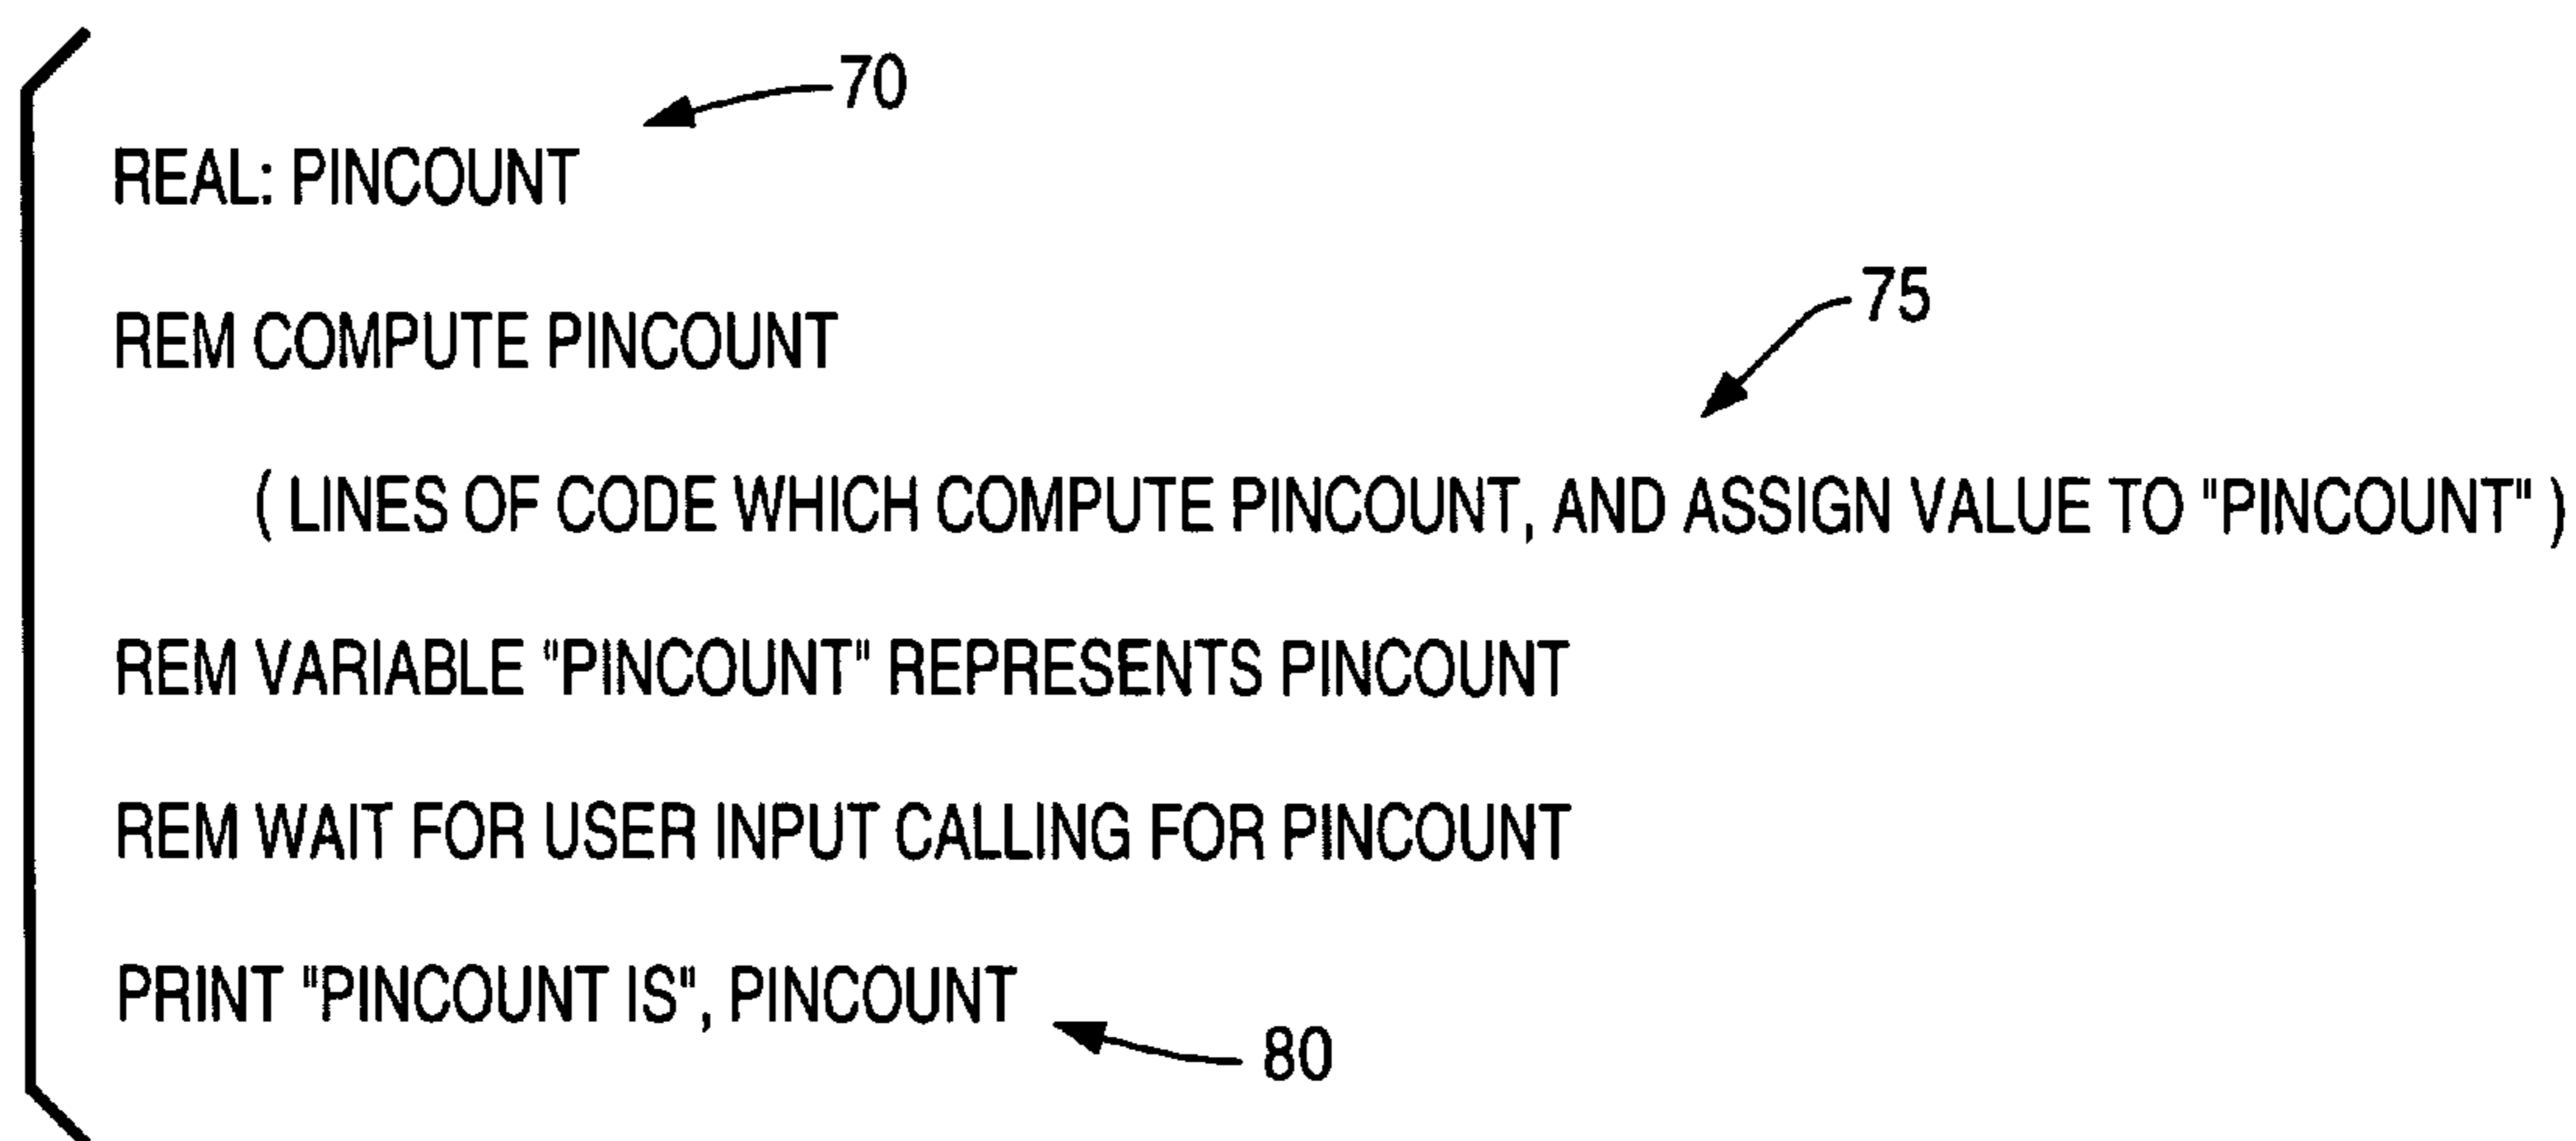 70
REAL: PINCOUNT
REM COMPUTE PINCOUNT
75
( LINES OF CODE WHICH COMPUTE PINCOUNT, AND ASSIGN VALUE TO "PINCOUNT" )
REM VARIABLE "PINCOUNT" REPRESENTS PINCOUNT
REM WAIT FOR USER INPUT CALLING FOR PINCOUNT
PRINT "PINCOUNT IS", PINCOUNT
80